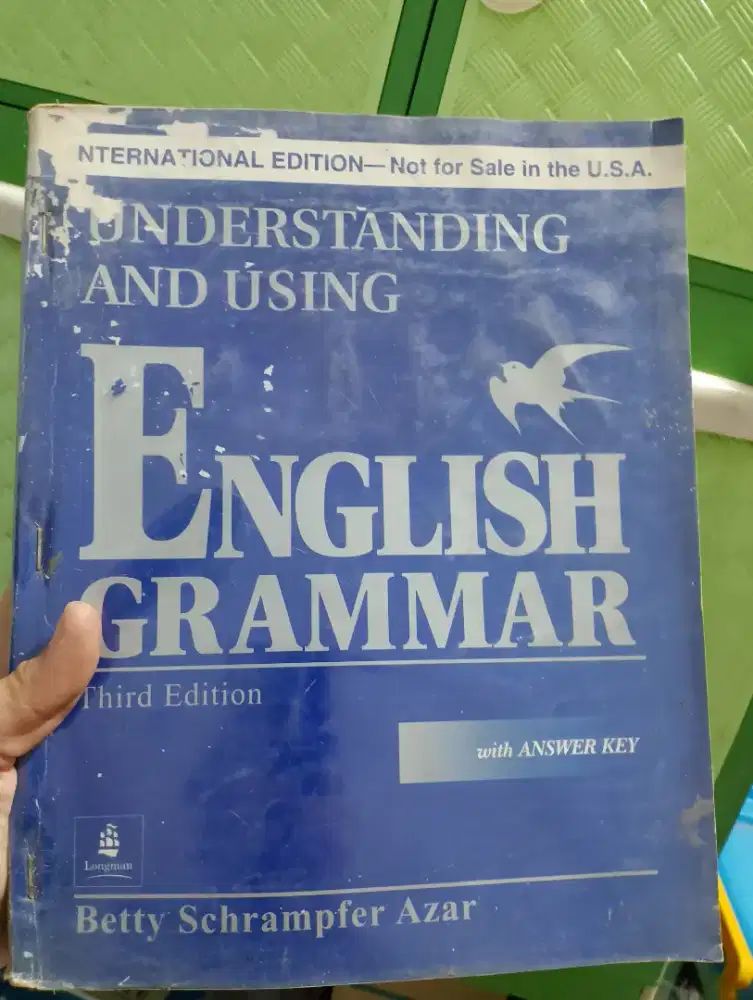 NTERNATIONAL EDITION—Not for Sale in the U.S.A.
UNDERSTANDING
AND USING
ENGLISH
GRAMMAR
Third Edition
with ANSWER KEY
Longman
Betty Schrampfer Azar